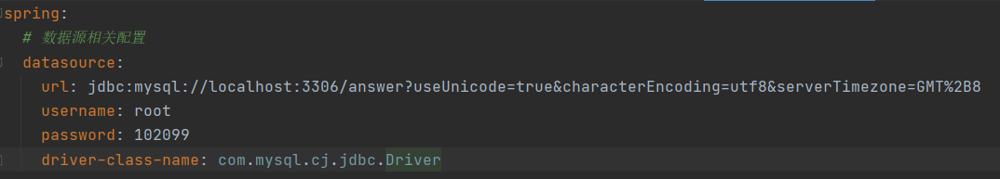 spring:
# 数据源相关配置
datasource:
url: jdbc:mysql://localhost:3306/answer?useUnicode=true&characterEncoding=utf8&serverTimezone=GMT%2B8
username: root
password: 102099
driver-class-name: com.mysql.cj.jdbc.Driver